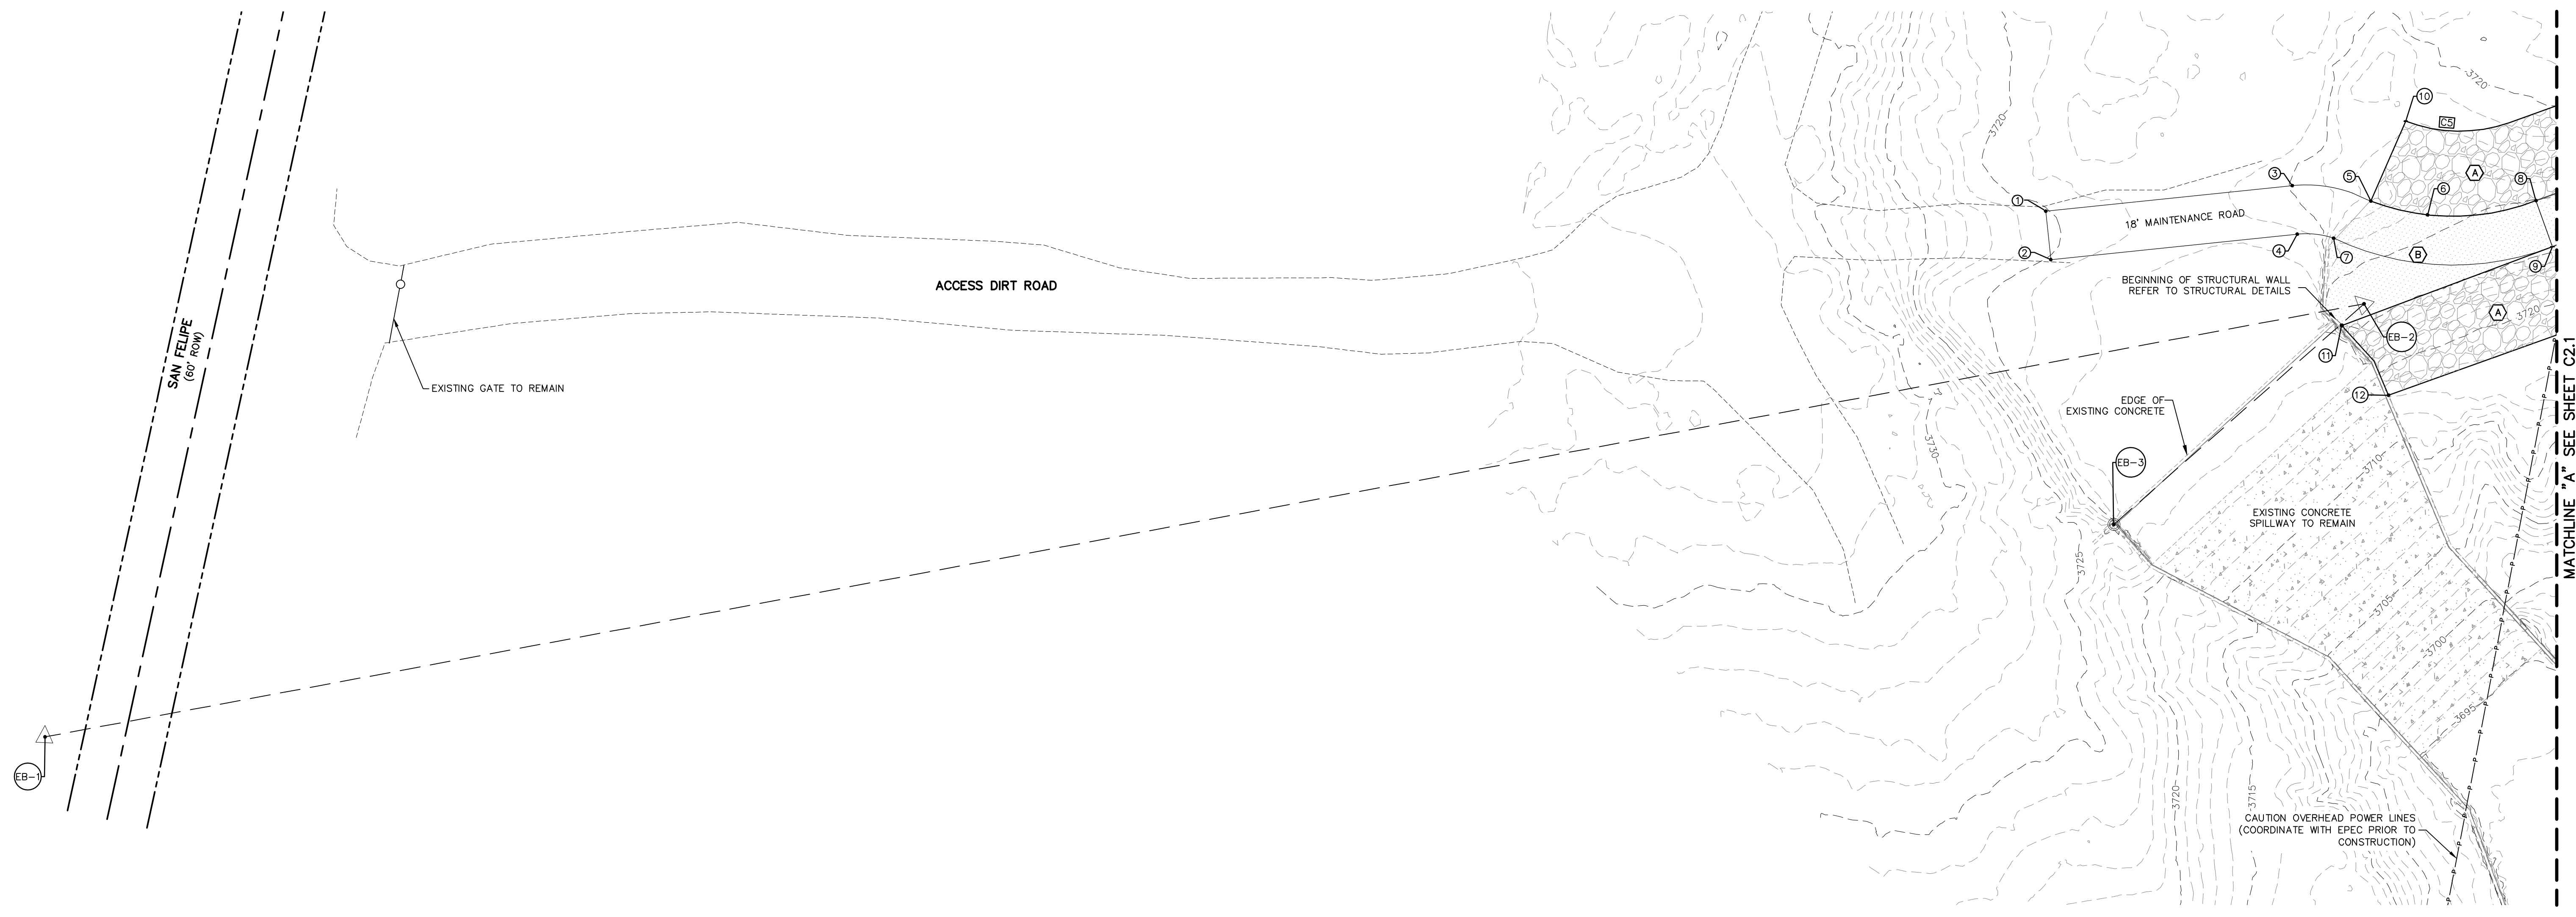 3720
10
C5
A
3720
3
5
8
6
1
18' MAINTENANCE ROAD
2
4
7
B
9
BEGINNING OF STRUCTURAL WALL
REFER TO STRUCTURAL DETAILS
ACCESS DIRT ROAD
A
3720
EB-2
11
SAN FELIPE
(60' ROW)
EXISTING GATE TO REMAIN
12
EDGE OF
EXISTING CONCRETE
P
P
P
3730
EB-3
3710
EXISTING CONCRETE
SPILLWAY TO REMAIN
P
P
MATCHLINE "A" SEE SHEET C2.1
3725
P
3705
P
3700
P
P
3695
P
EB-1
P
P
3720
3715
P
CAUTION OVERHEAD POWER LINES
(COORDINATE WITH EPEC PRIOR TO
CONSTRUCTION)
P
P